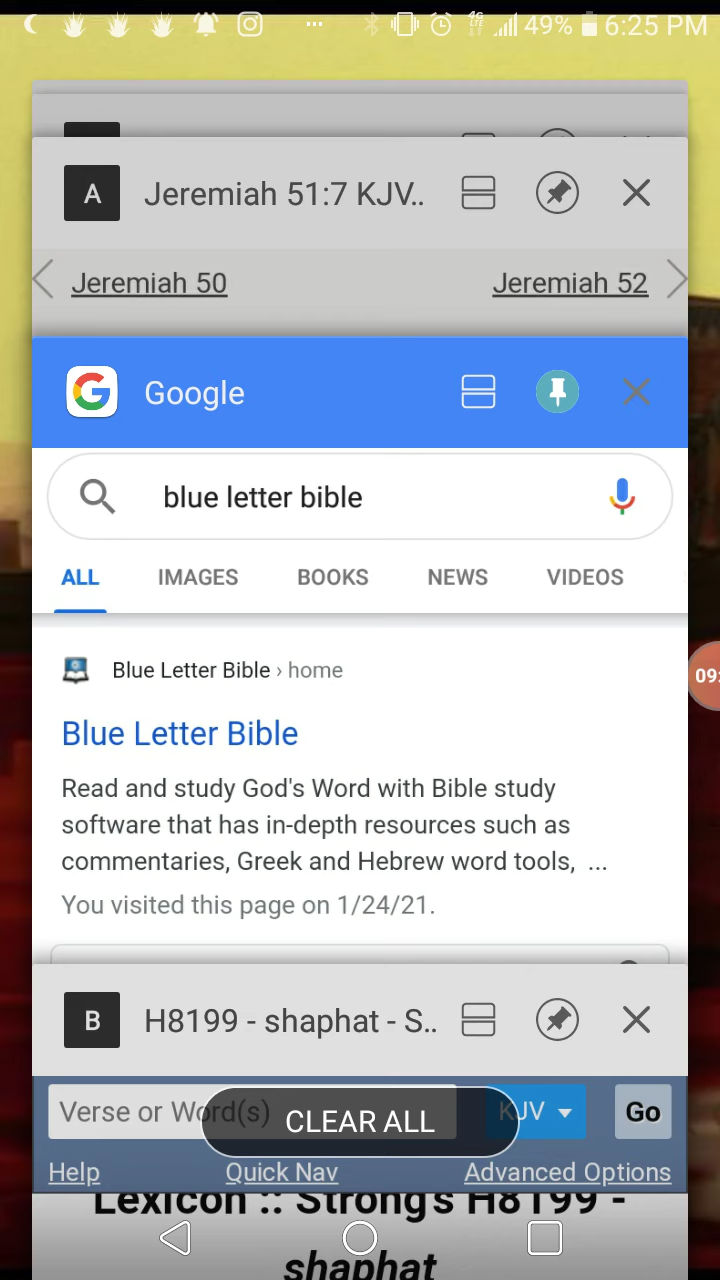 4G
LTE
49%
6:25 PM
A
Jeremiah 51:7 KJV..
Jeremiah 50
Jeremiah 52
Google
blue letter bible
ALL
IMAGES
BOOKS
NEWS
VIDEOS
09:
Blue Letter Bible › home
Blue Letter Bible
Read and study God's Word with Bible study
software that has in-depth resources such as
commentaries, Greek and Hebrew word tools, ...
You visited this page on 1/24/21.
B
H8199 - shaphat - S..
Verse or Word(s)
CLEAR ALL
KJV
Go
Help
Quick Nav
Advanced Options
Lexicon :: Strong's H8199 -
shaphat